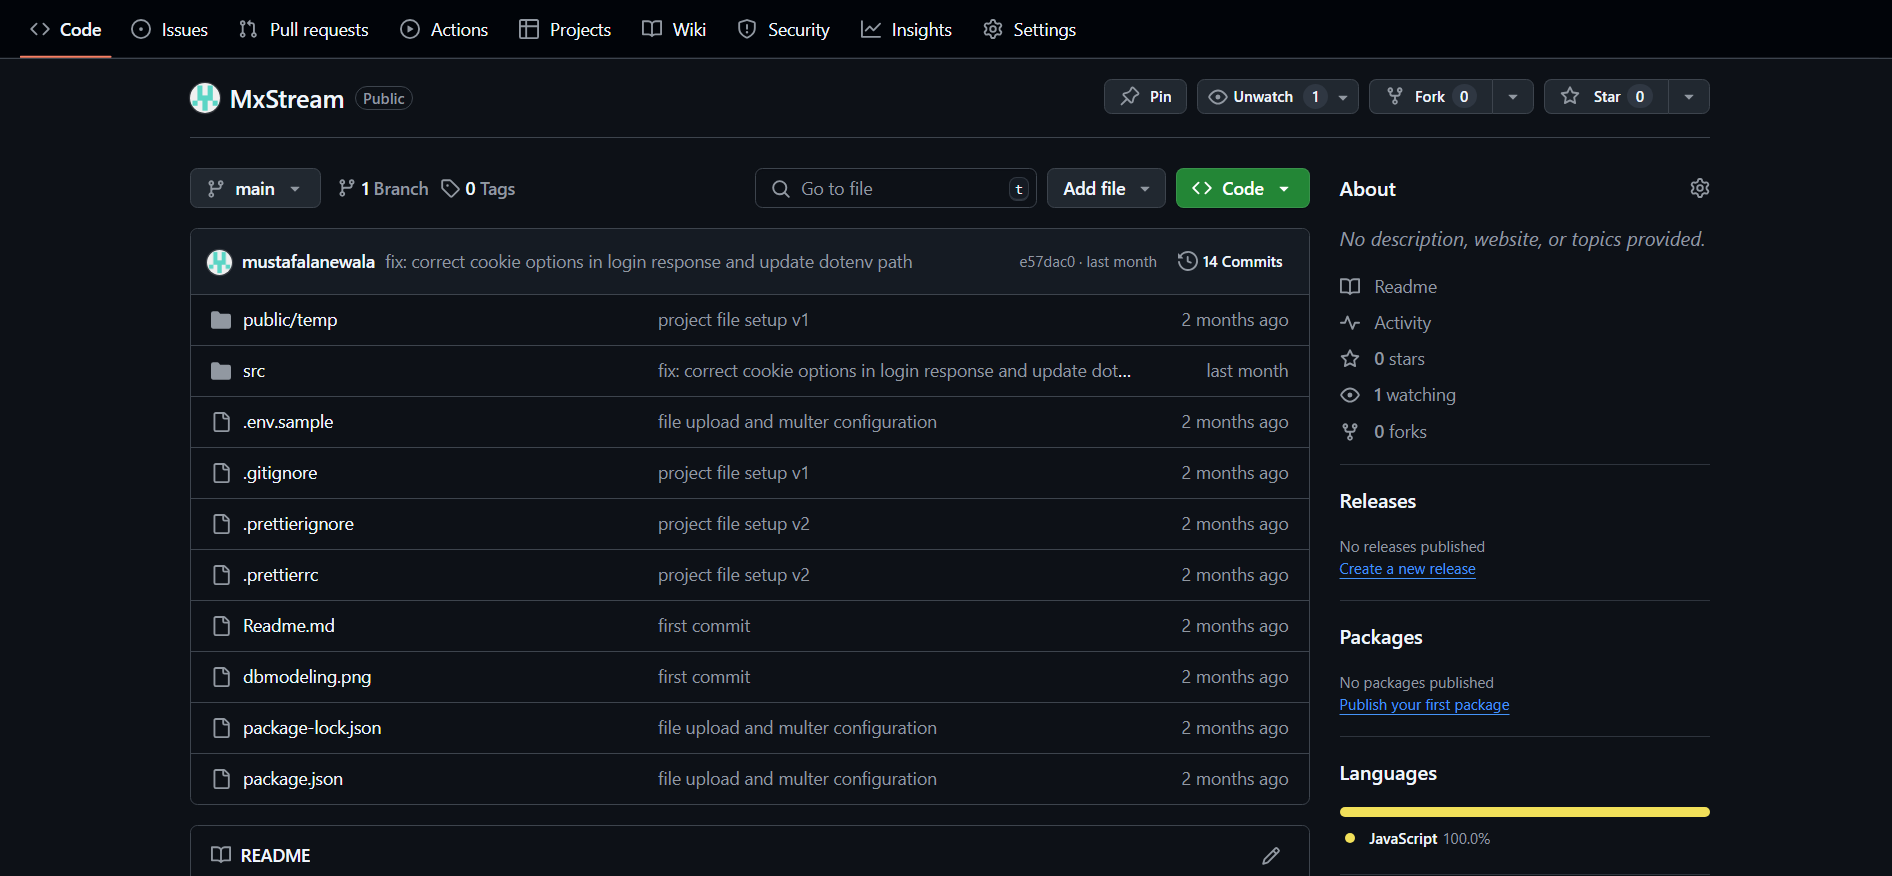 Code Issues Pull requests Actions Projects Wiki Security Insights Settings
MxStream Public Pin Unwatch 1 Fork 0 Star 0
main 1 Branch 0 Tags Go to file t Add file Code
mustafalanewala fix: correct cookie options in login response and update dotenv path e57dac0 · last month 14 Commits
public/temp project file setup v1 2 months ago
src fix: correct cookie options in login response and update dot... last month
.env.sample file upload and multer configuration 2 months ago
.gitignore project file setup v1 2 months ago
.prettierignore project file setup v2 2 months ago
.prettierrc project file setup v2 2 months ago
Readme.md first commit 2 months ago
dbmodeling.png first commit 2 months ago
package-lock.json file upload and multer configuration 2 months ago
package.json file upload and multer configuration 2 months ago
README
About
No description, website, or topics provided.
Readme
Activity
0 stars
1 watching
0 forks
Releases
No releases published
Create a new release
Packages
No packages published
Publish your first package
Languages
JavaScript 100.0%